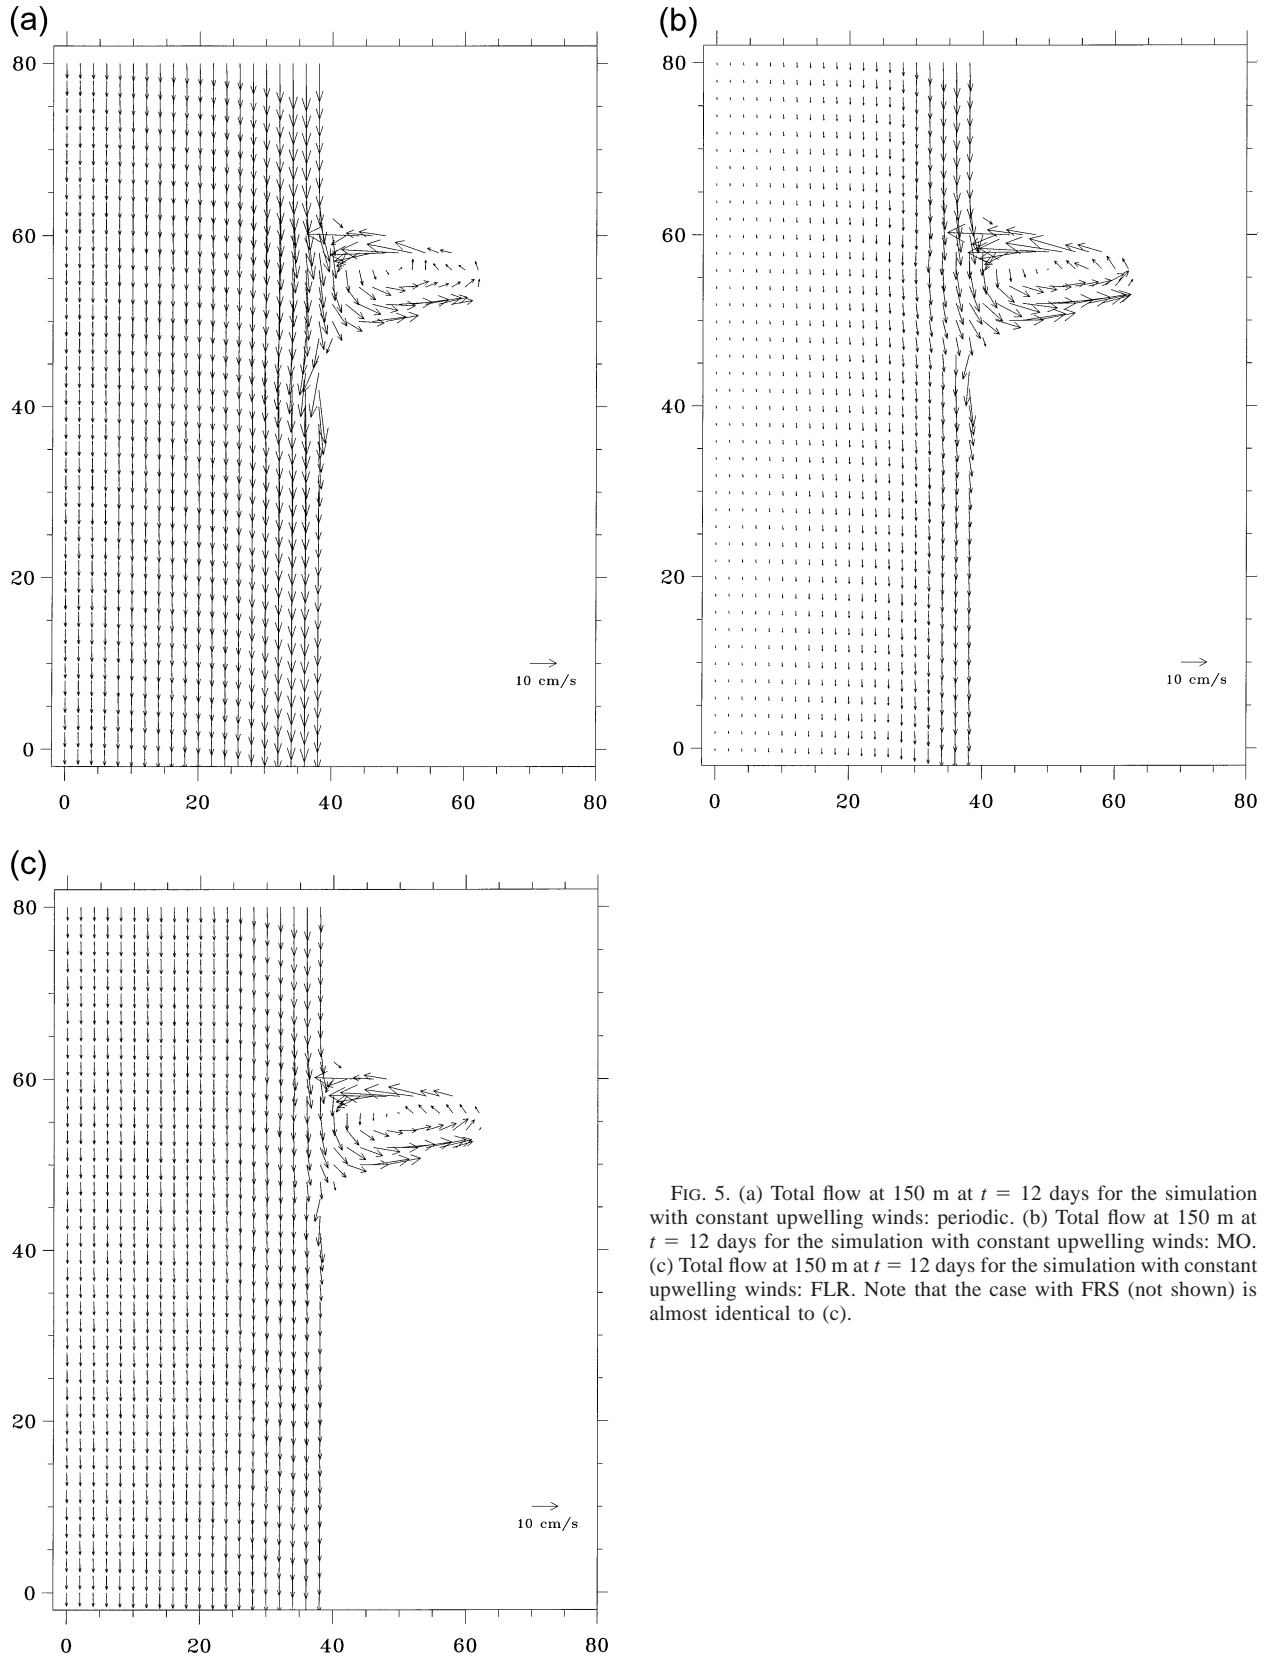 (a)
80
60
40
20
0
10 cm/s
0 20 40 60 80
(b)
80
60
40
20
0
10 cm/s
0 20 40 60 80
(c)
80
60
40
20
0
10 cm/s
0 20 40 60 80
FIG. 5. (a) Total flow at 150 m at t = 12 days for the simulation
with constant upwelling winds: periodic. (b) Total flow at 150 m at
t = 12 days for the simulation with constant upwelling winds: MO.
(c) Total flow at 150 m at t = 12 days for the simulation with constant
upwelling winds: FLR. Note that the case with FRS (not shown) is
almost identical to (c).